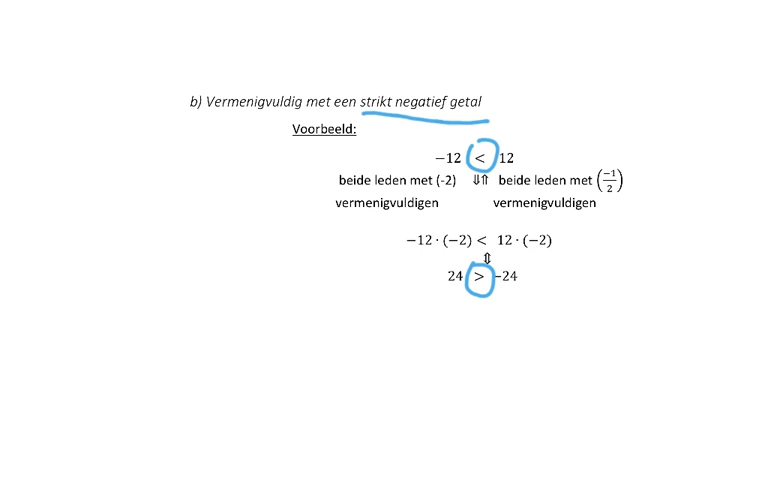 b) Vermenigvuldig met een strikt negatief getal
Voorbeeld:
−12 < 12
beide leden met (-2) ⇓⇑ beide leden met (−1/2)
vermenigvuldigen vermenigvuldigen
−12 · (−2) < 12 · (−2)
⇕
24 > −24